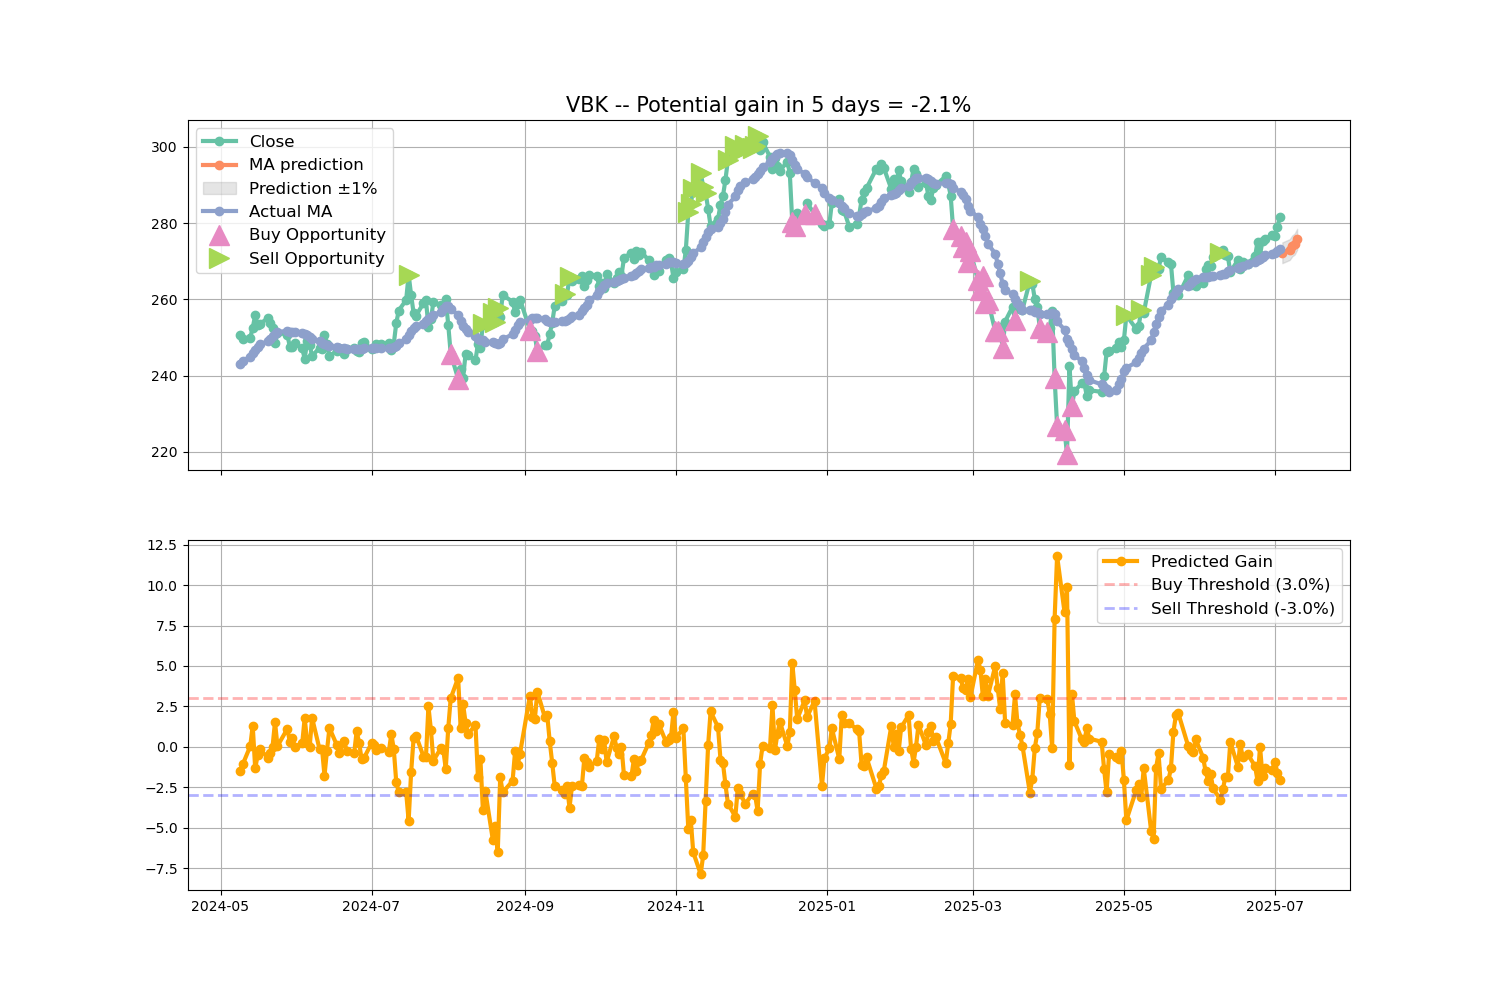 VBK -- Potential gain in 5 days = -2.1%
Close
MA prediction
Prediction ±1%
Actual MA
Buy Opportunity
Sell Opportunity
300
280
260
240
220
12.5
10.0
7.5
5.0
2.5
0.0
−2.5
−5.0
−7.5
Predicted Gain
Buy Threshold (3.0%)
Sell Threshold (-3.0%)
2024-05
2024-07
2024-09
2024-11
2025-01
2025-03
2025-05
2025-07